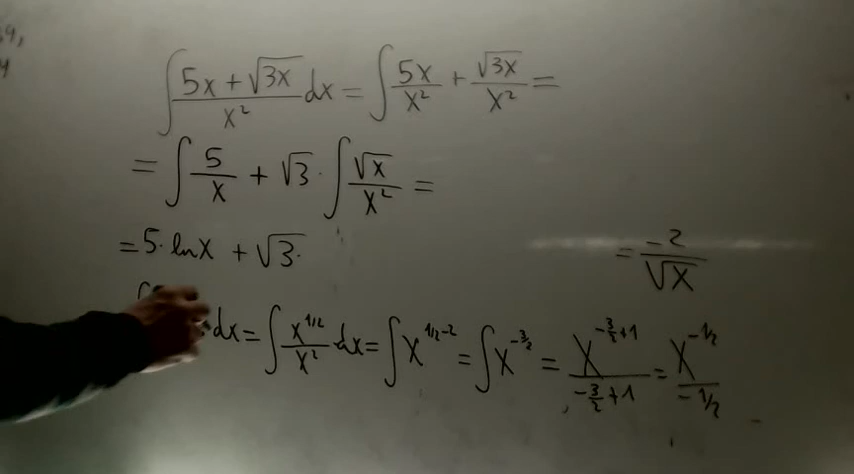 ∫ (5x + √3x)/x² dx = ∫ 5x/x² + √3x/x² =
= ∫ 5/x + √3 · ∫ √x/x² =
= 5·lnx + √3·
= -2/√x
∫ dx = ∫ x^(1/2)/x² dx = ∫ x^(1/2-2) = ∫ x^(-3/2) = x^(-3/2+1)/(-3/2+1) = x^(-1/2)/(-1/2)